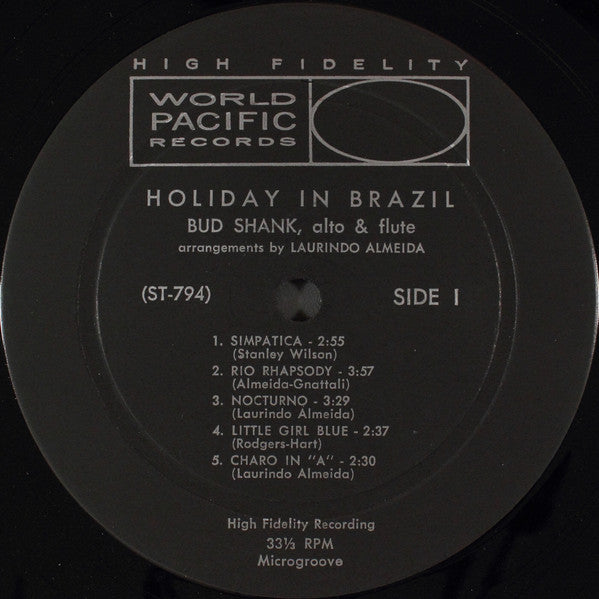 HIGH FIDELITY
WORLD
PACIFIC
RECORDS
HOLIDAY IN BRAZIL
BUD SHANK, alto & flute
arrangements by LAURINDO ALMEIDA
(ST-794) SIDE 1
1. SIMPATICA - 2:55
(Stanley Wilson)
2. RIO RHAPSODY - 3:57
(Almeida-Gnattali)
3. NOCTURNO - 3:29
(Laurindo Almeida)
4. LITTLE GIRL BLUE - 2:37
(Rodgers-Hart)
5. CHARO IN "A" - 2:30
(Laurindo Almeida)
High Fidelity Recording
33⅓ RPM
Microgroove